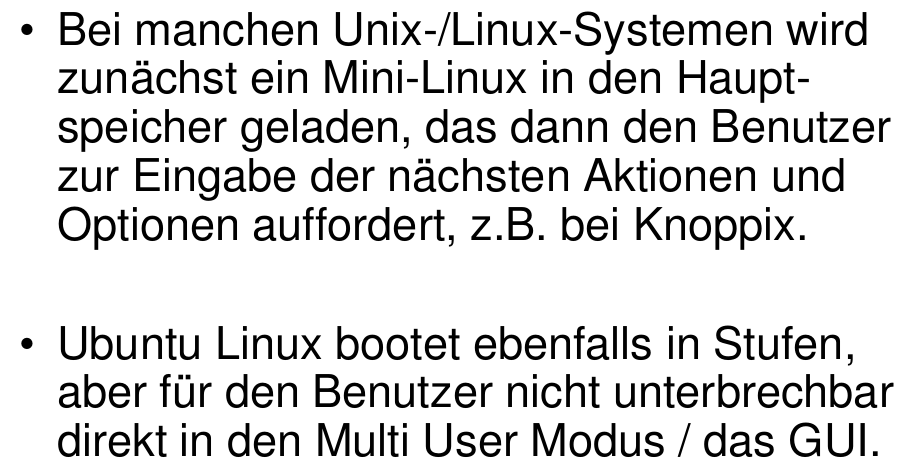 • Bei manchen Unix-/Linux-Systemen wird
zunächst ein Mini-Linux in den Haupt-
speicher geladen, das dann den Benutzer
zur Eingabe der nächsten Aktionen und
Optionen auffordert, z.B. bei Knoppix.
• Ubuntu Linux bootet ebenfalls in Stufen,
aber für den Benutzer nicht unterbrechbar
direkt in den Multi User Modus / das GUI.